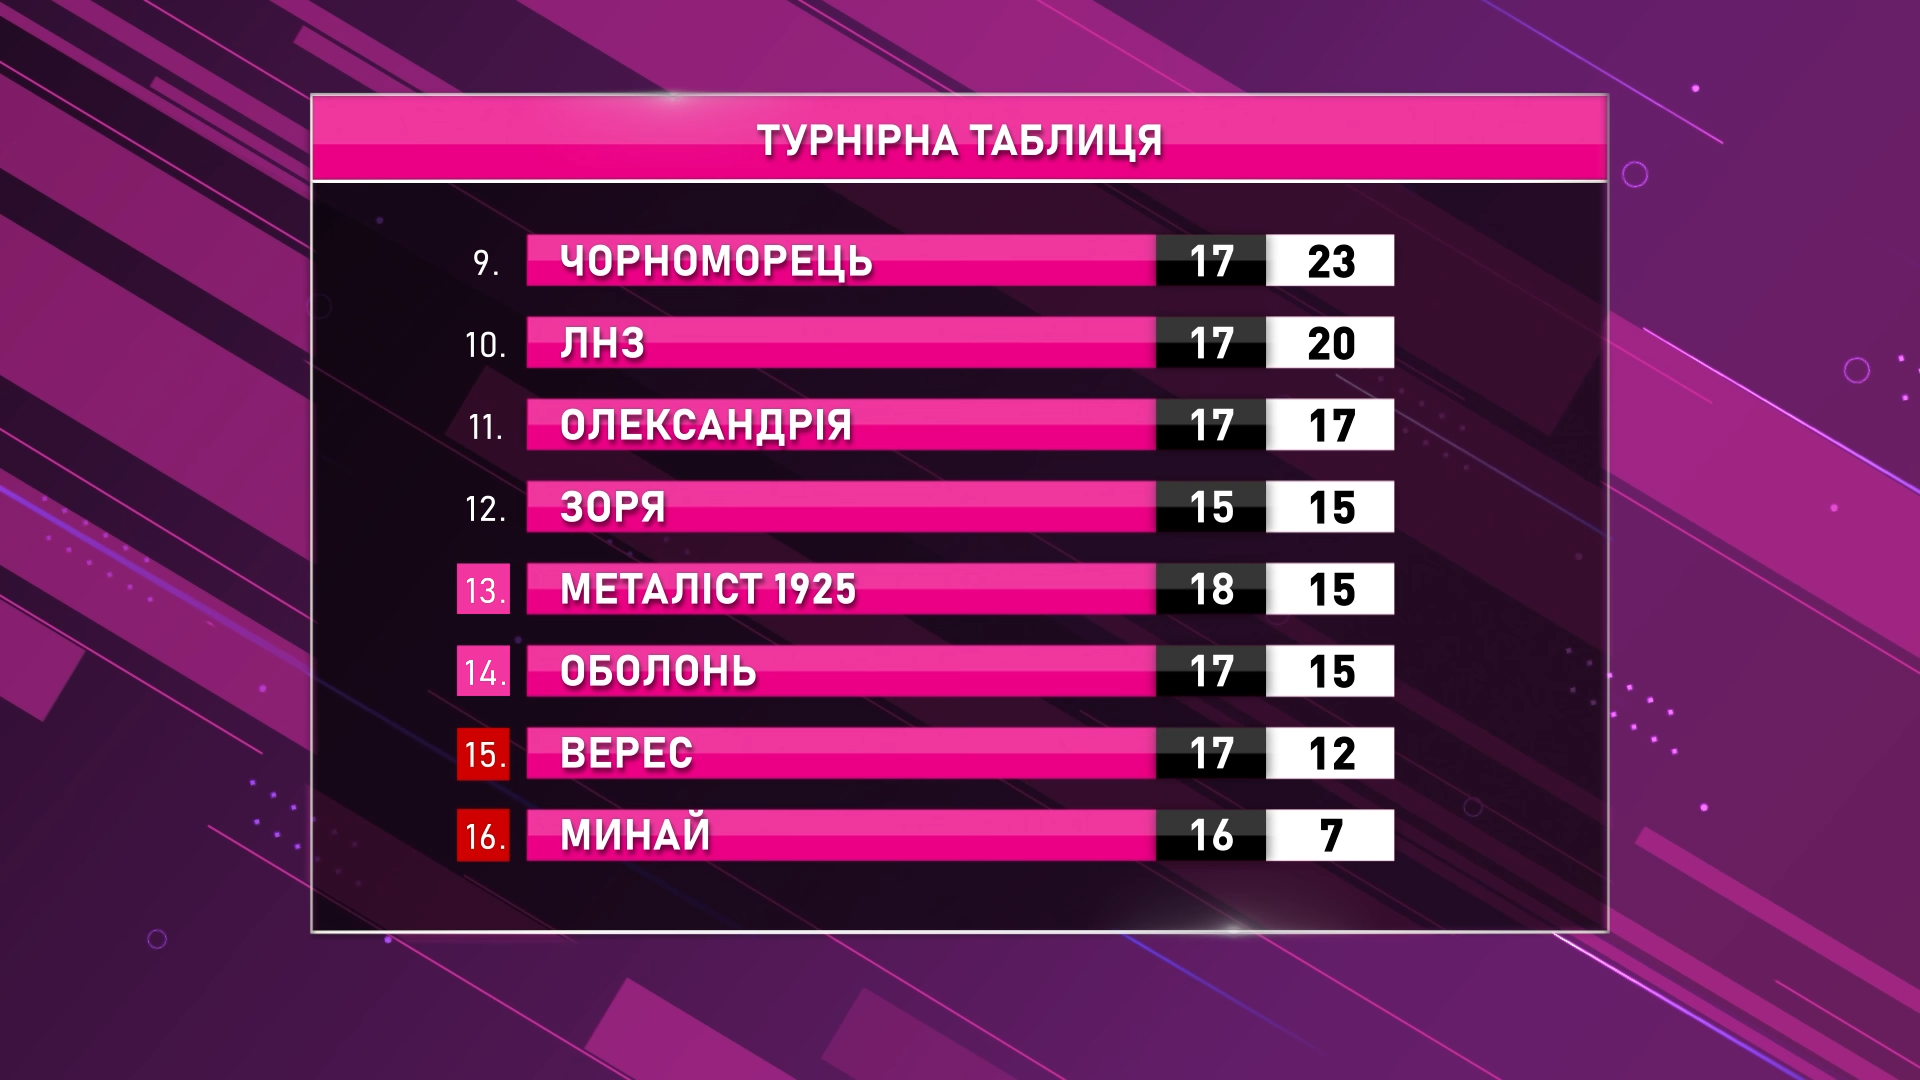 ТУРНІРНА ТАБЛИЦЯ
9. ЧОРНОМОРЕЦЬ 17 23
10. ЛНЗ 17 20
11. ОЛЕКСАНДРІЯ 17 17
12. ЗОРЯ 15 15
13. МЕТАЛІСТ 1925 18 15
14. ОБОЛОНЬ 17 15
15. ВЕРЕС 17 12
16. МИНАЙ 16 7